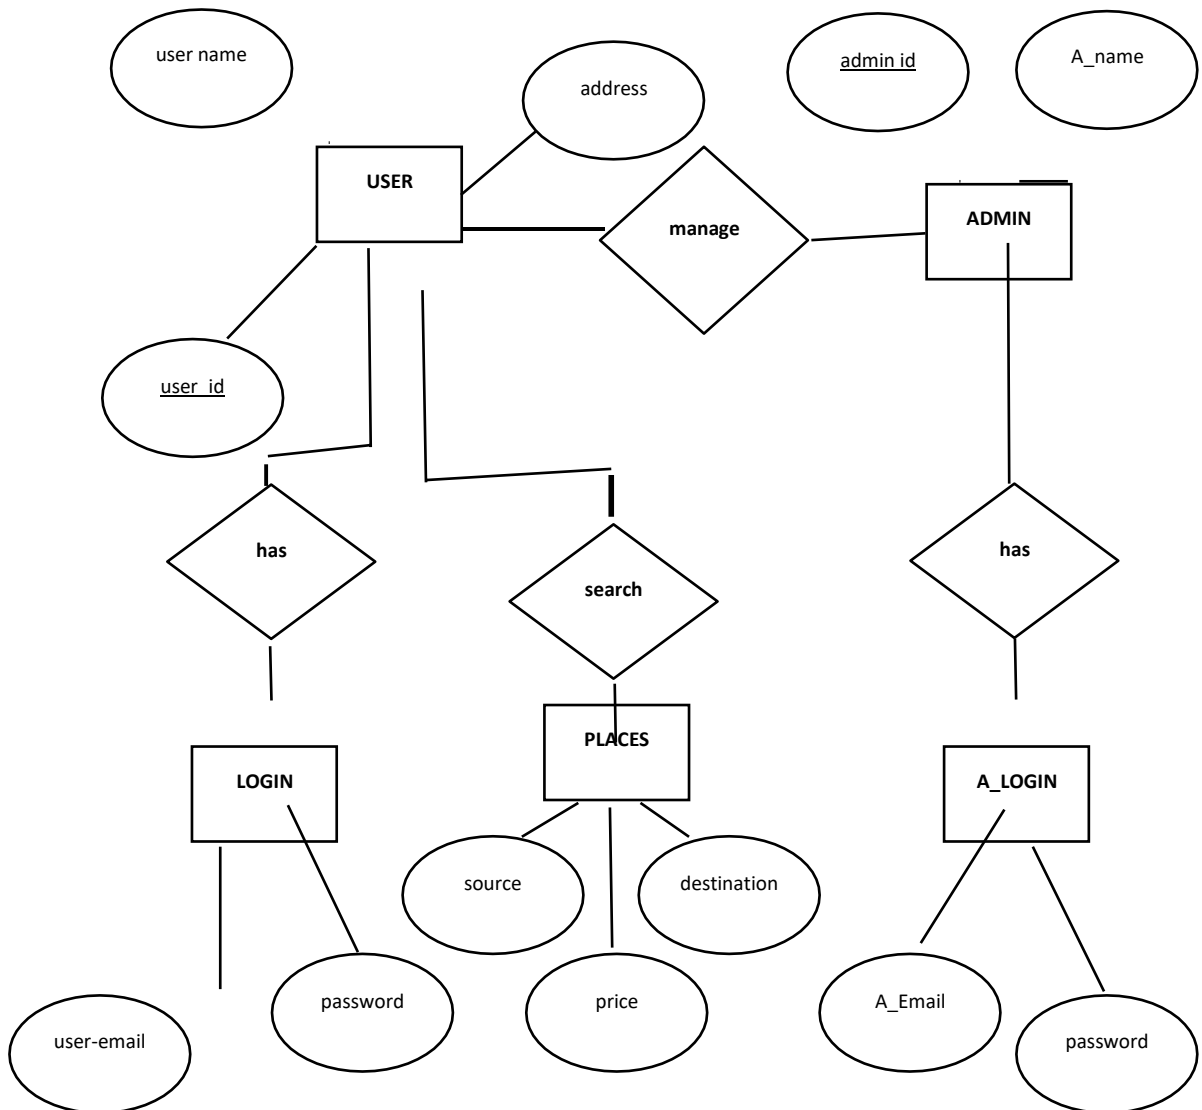 user name
address
admin id
A_name
USER
manage
ADMIN
user_id
has
search
has
LOGIN
PLACES
A_LOGIN
source
destination
user-email
password
price
A_Email
password